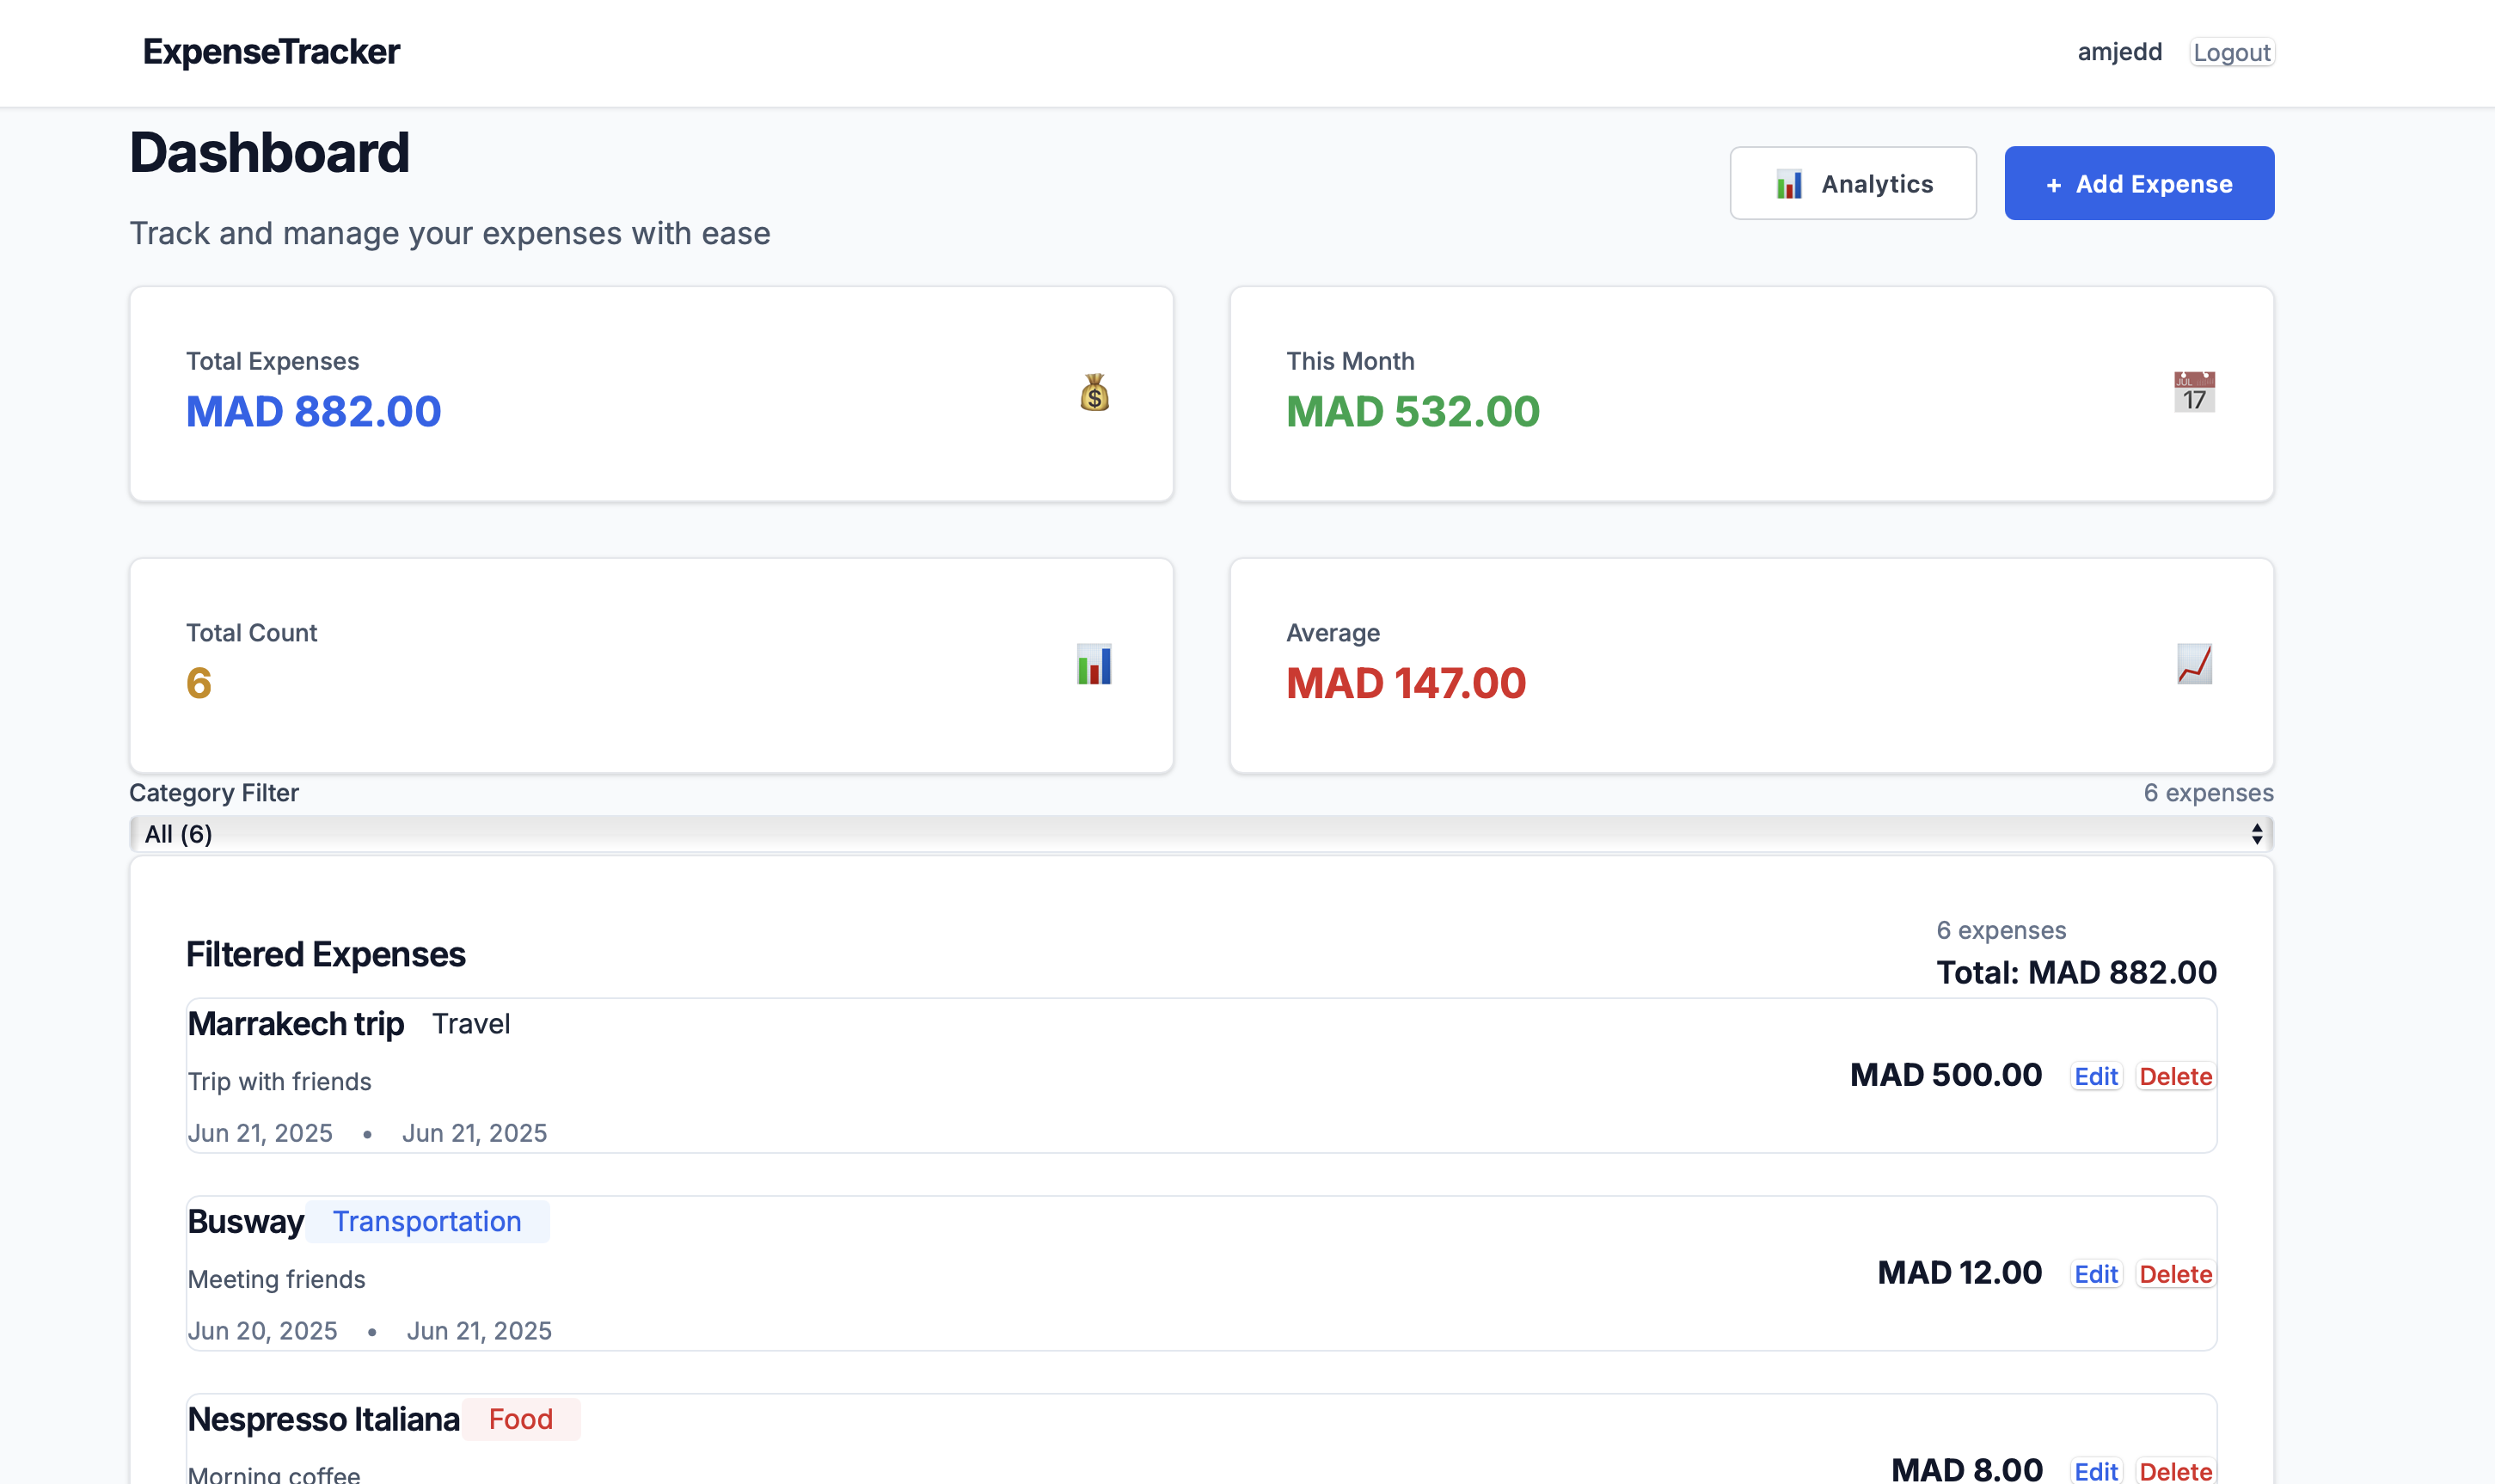 ExpenseTracker
amjedd Logout
Dashboard
Track and manage your expenses with ease
Analytics
+ Add Expense
Total Expenses
MAD 882.00
This Month
MAD 532.00
JUL
17
Total Count
6
Average
MAD 147.00
Category Filter
6 expenses
All (6)
Filtered Expenses
6 expenses
Total: MAD 882.00
Marrakech trip Travel
Trip with friends
Jun 21, 2025 • Jun 21, 2025
MAD 500.00 Edit Delete
Busway Transportation
Meeting friends
Jun 20, 2025 • Jun 21, 2025
MAD 12.00 Edit Delete
Nespresso Italiana Food
Morning coffee
MAD 8.00 Edit Delete